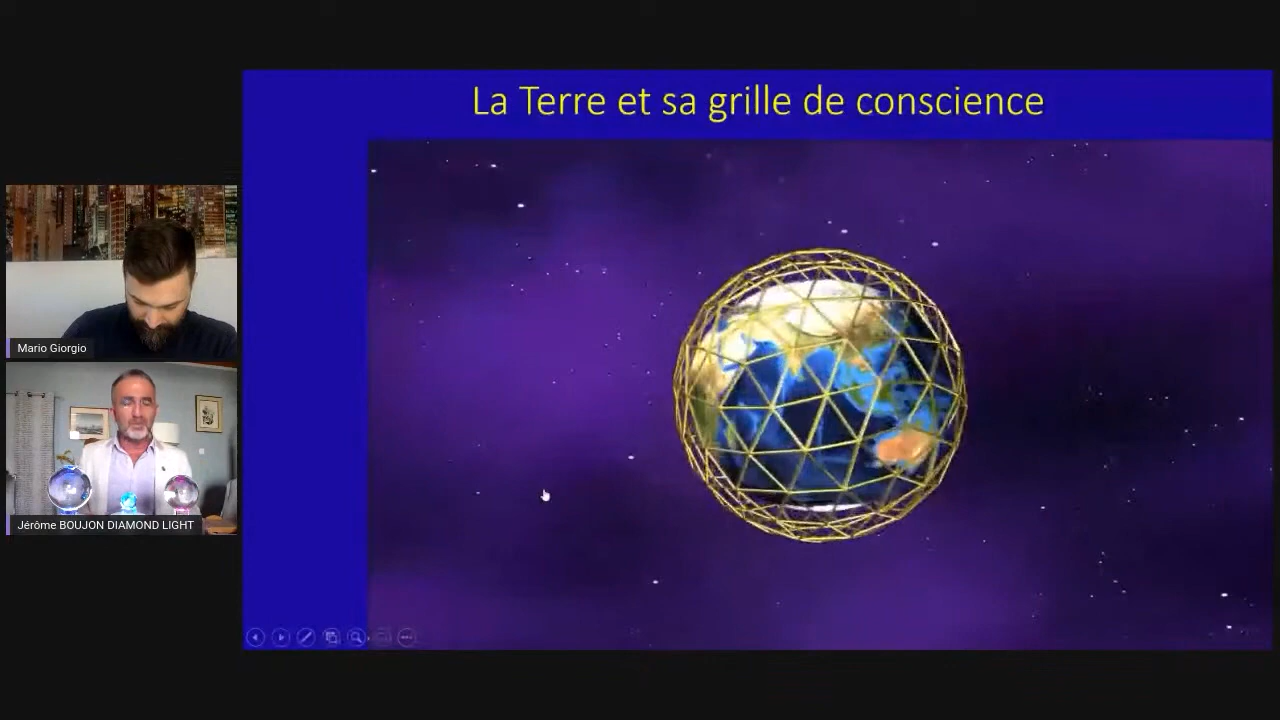 La Terre et sa grille de conscience
Mario Giorgio
Jérôme BOUJON DIAMOND LIGHT